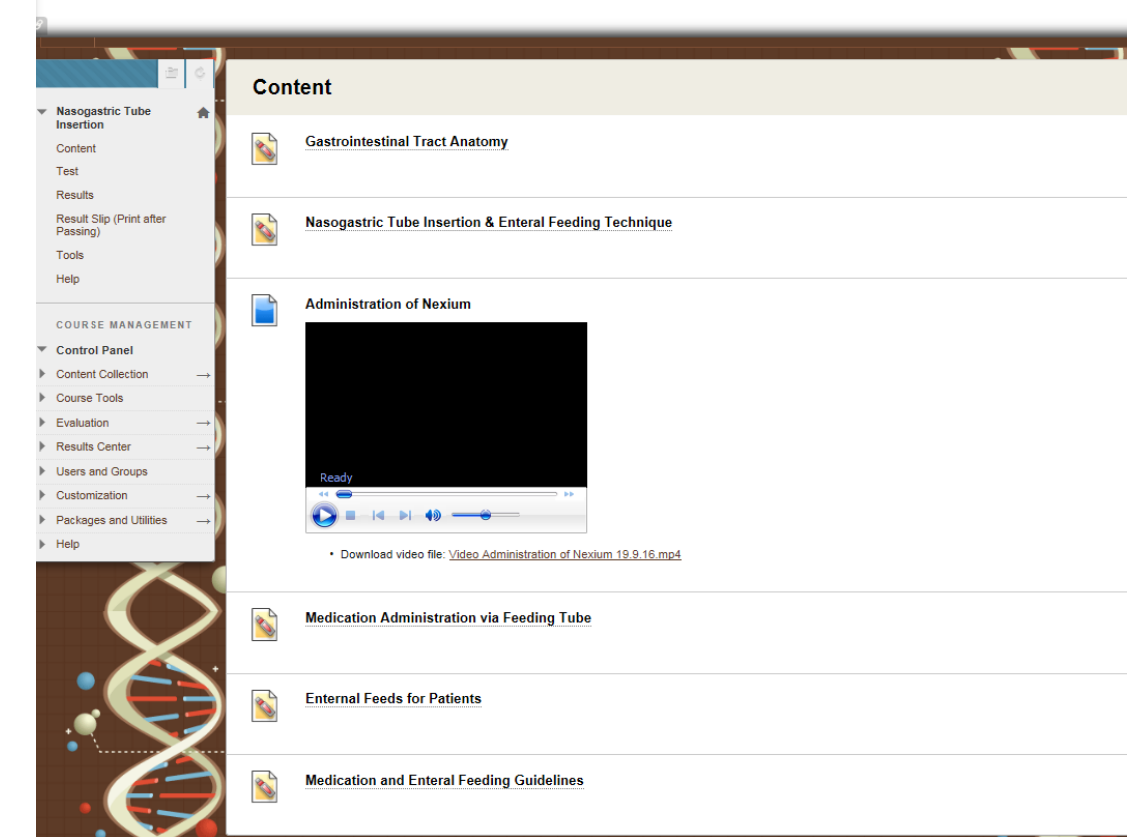 Nasogastric Tube
Insertion
Content
Test
Results
Result Slip (Print after
Passing)
Tools
Help
COURSE MANAGEMENT
Control Panel
Content Collection
Course Tools
Evaluation
Results Center
Users and Groups
Customization
Packages and Utilities
Help
Content
Gastrointestinal Tract Anatomy
Nasogastric Tube Insertion & Enteral Feeding Technique
Administration of Nexium
Ready
• Download video file: Video Administration of Nexium 19.9.16.mp4
Medication Administration via Feeding Tube
Enternal Feeds for Patients
Medication and Enteral Feeding Guidelines